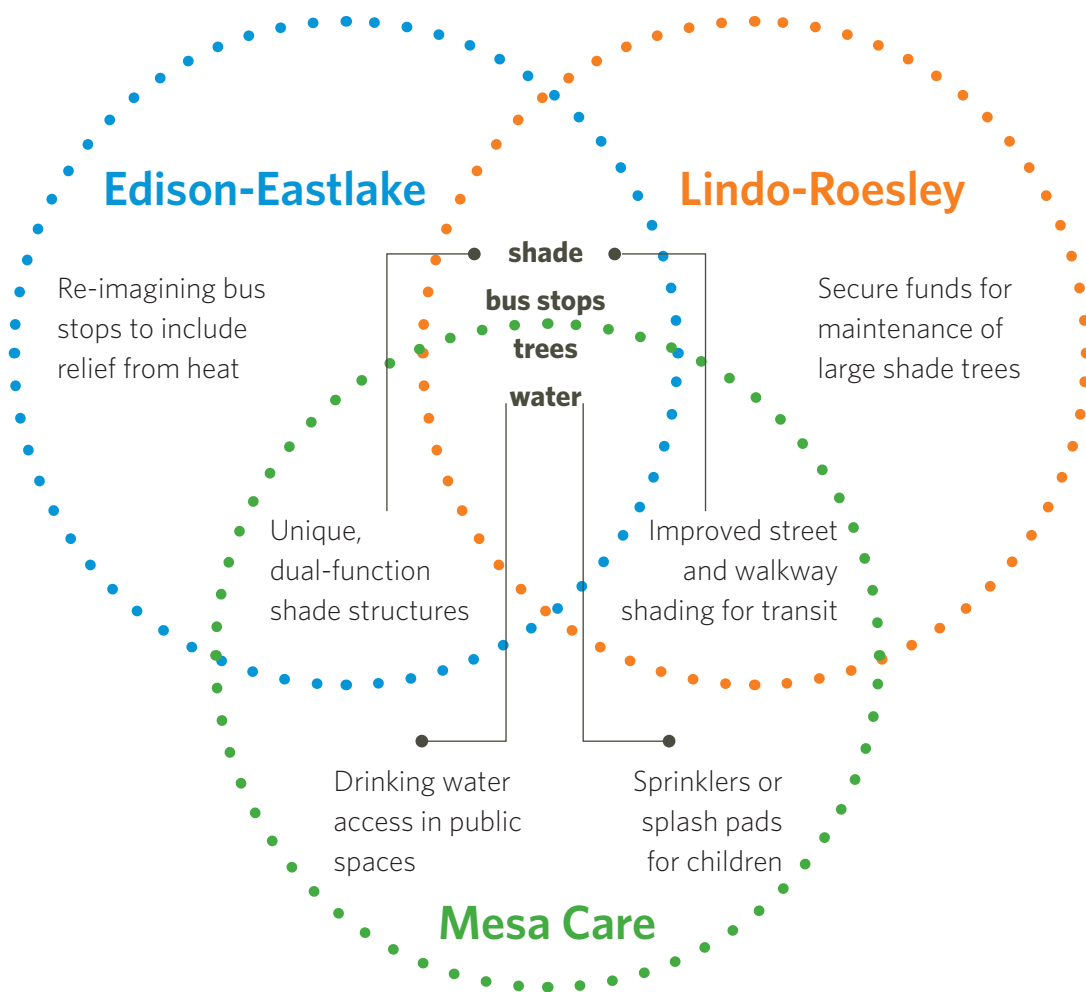 Edison-Eastlake
Lindo-Roesley
Re-imagining bus
stops to include
relief from heat
shade
bus stops
trees
water
Secure funds for
maintenance of
large shade trees
Unique,
dual-function
shade structures
Improved street
and walkway
shading for transit
Drinking water
access in public
spaces
Sprinklers or
splash pads
for children
Mesa Care